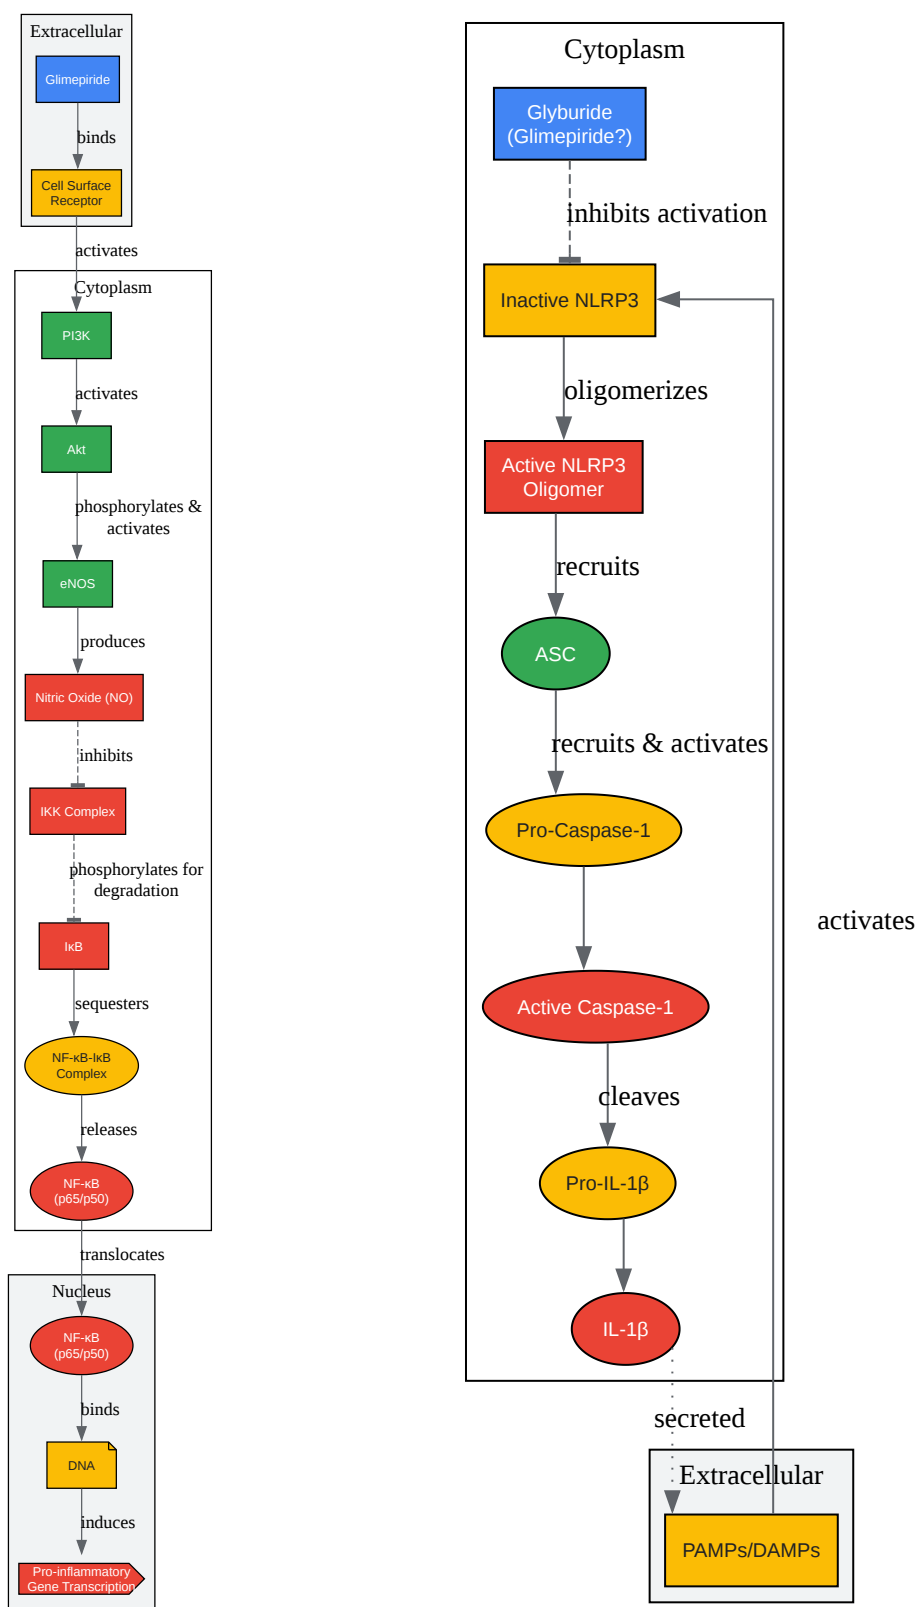 Extracellular
Glimepiride
binds
Cell Surface
Receptor
activates
Cytoplasm
PI3K
activates
Akt
phosphorylates &
activates
eNOS
produces
Nitric Oxide (NO)
inhibits
IKK Complex
phosphorylates for
degradation
IκB
sequesters
NF-κB-IκB
Complex
releases
NF-κB
(p65/p50)
translocates
Nucleus
NF-κB
(p65/p50)
binds
DNA
induces
Pro-inflammatory
Gene Transcription
Cytoplasm
Glyburide
(Glimepiride?)
inhibits activation
Inactive NLRP3
oligomerizes
Active NLRP3
Oligomer
recruits
ASC
recruits & activates
Pro-Caspase-1
activates
Active Caspase-1
cleaves
Pro-IL-1β
IL-1β
secreted
Extracellular
PAMPs/DAMPs